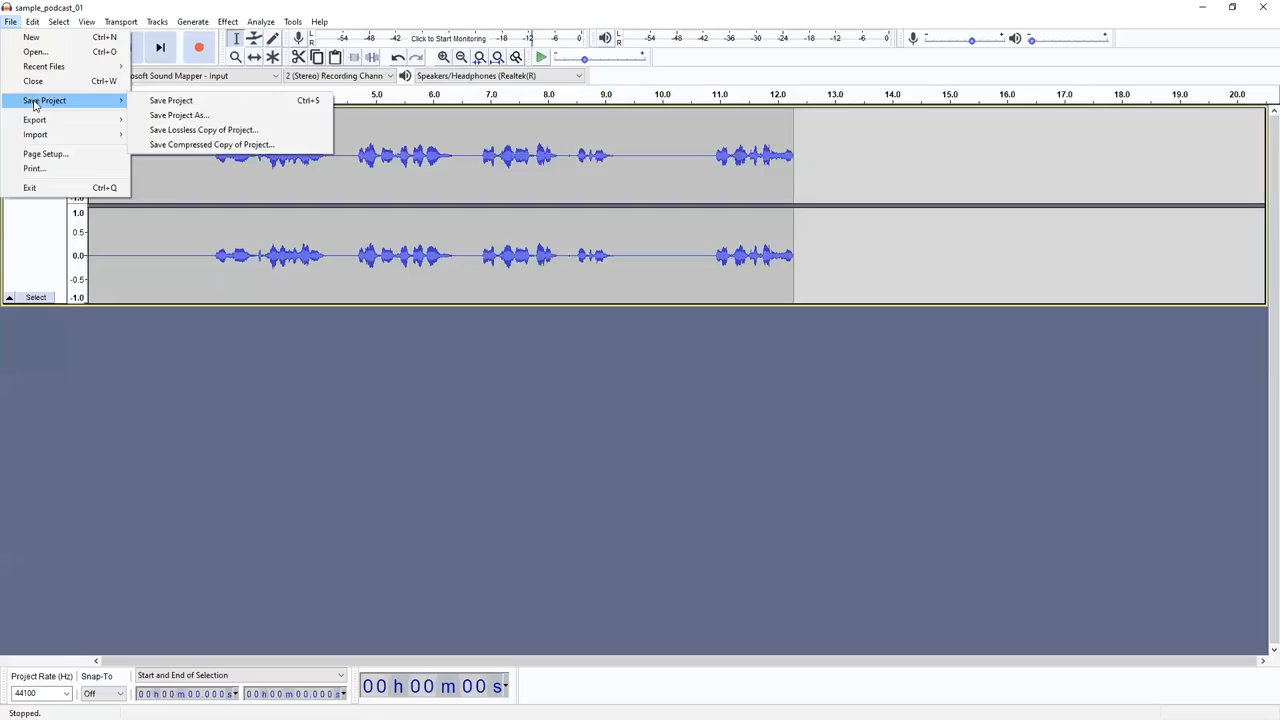 sample_podcast_01
File Edit Select View Transport Tracks Generate Effect Analyze Tools Help
New Ctrl+N
Open... Ctrl+O
Recent Files
Close Ctrl+W
Save Project
Export
Import
Page Setup...
Print...
Exit Ctrl+Q
Save Project Ctrl+S
Save Project As...
Save Lossless Copy of Project...
Save Compressed Copy of Project...
L
R
-54 -48 -42 Click to Start Monitoring -18 -12 -6 0
L
R
-54 -48 -42 -36 -30 -24 -18 -12 -6 0
osoft Sound Mapper - Input 2 (Stereo) Recording Chann Speakers/Headphones (Realtek(R)
5.0 6.0 7.0 8.0 9.0 10.0 11.0 12.0 13.0 14.0 15.0 16.0 17.0 18.0 19.0 20.0
-1.0
1.0
0.5-
0.0-
-0.5-
-1.0
Select
Project Rate (Hz) Snap-To Start and End of Selection
44100 Off 00 h 00 m 00.000 s 00 h 00 m 00.000 s
00 h 00 m 00 s
Stopped.